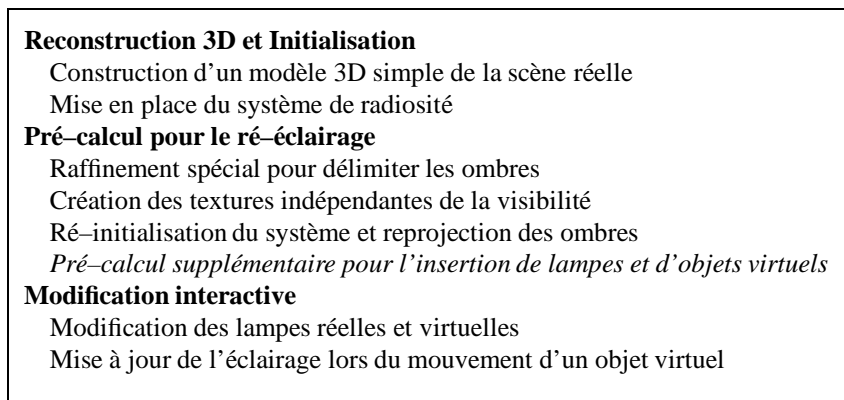 Reconstruction 3D et Initialisation
Construction d’un modèle 3D simple de la scène réelle
Mise en place du système de radiosité
Pré–calcul pour le ré–éclairage
Raffinement spécial pour délimiter les ombres
Création des textures indépendantes de la visibilité
Ré–initialisation du système et reprojection des ombres
Pré–calcul supplémentaire pour l’insertion de lampes et d’objets virtuels
Modification interactive
Modification des lampes réelles et virtuelles
Mise à jour de l’éclairage lors du mouvement d’un objet virtuel